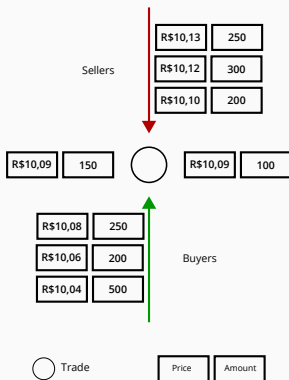 R$10,13 250
Sellers
R$10,12 300
R$10,10 200
R$10,09 150
R$10,09 100
R$10,08 250
R$10,06 200
Buyers
R$10,04 500
Trade
Price Amount